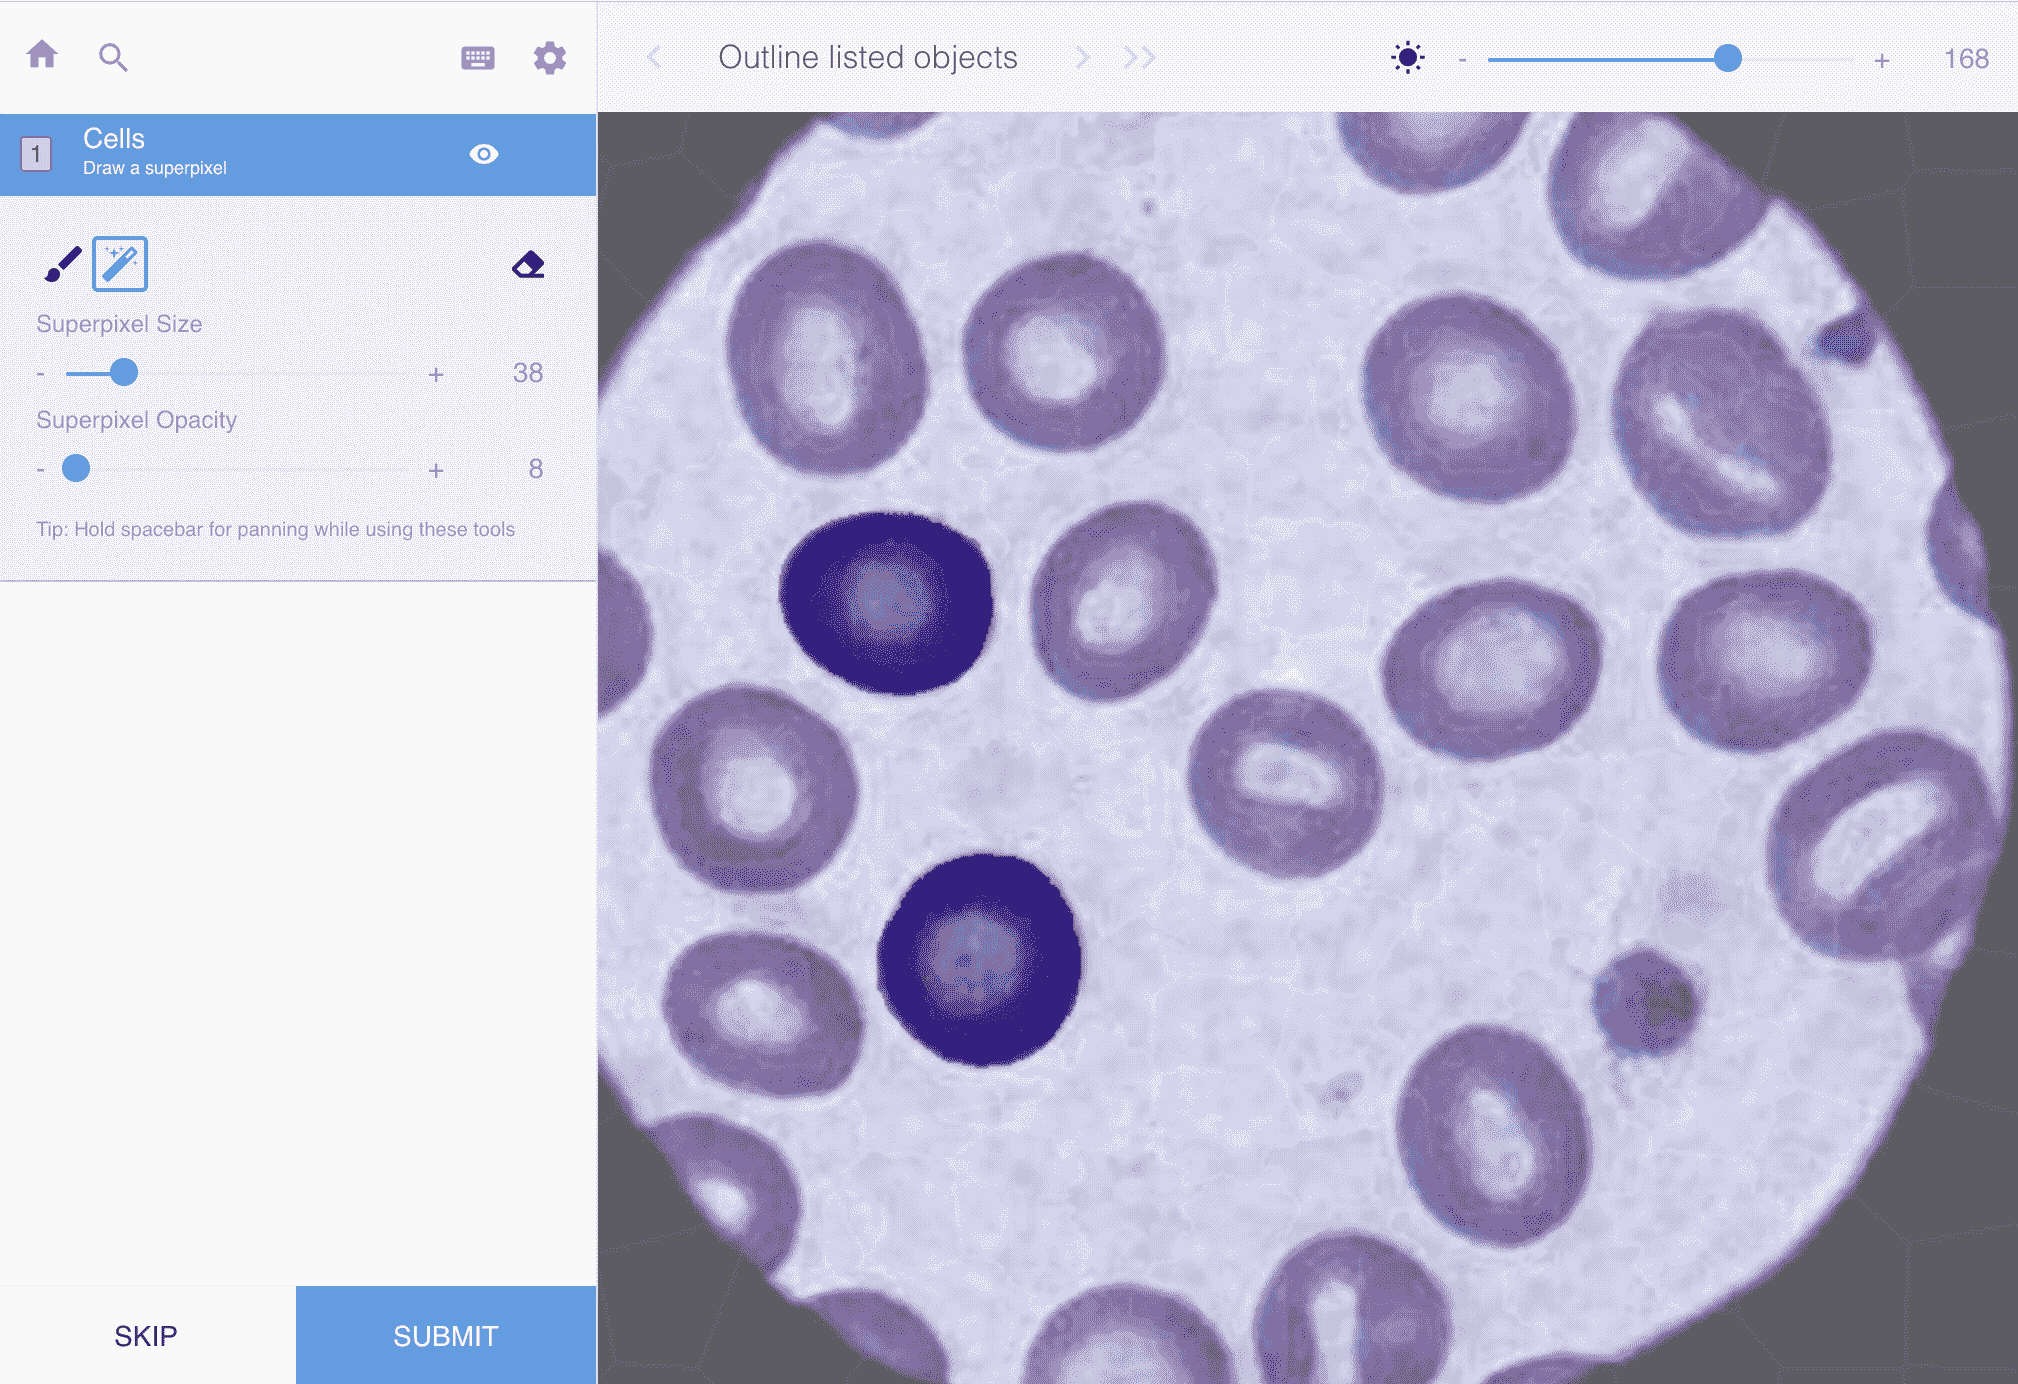 Outline listed objects
- + 168
1 Cells
Draw a superpixel
Superpixel Size
- + 38
Superpixel Opacity
- + 8
Tip: Hold spacebar for panning while using these tools
SKIP SUBMIT